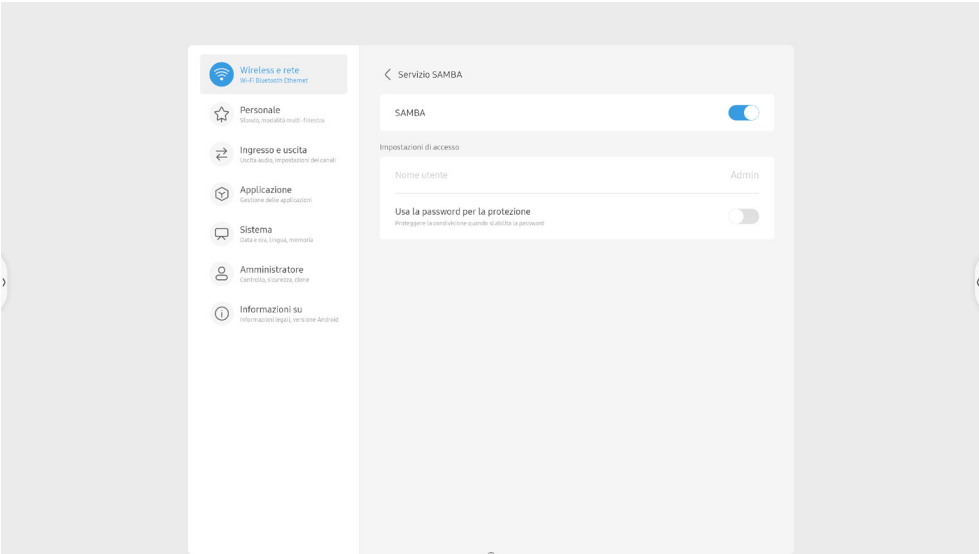 Wireless e rete
Wi-Fi Bluetooth Ethernet
Personale
Sfondo, modalità multi-finestra
Ingresso e uscita
Uscita audio, impostazioni dei canali
Applicazione
Gestione delle applicazioni
Sistema
Data e ora, lingua, memoria
Amministratore
Controllo, sicurezza, clone
Informazioni su
Informazioni legali, versione Android
Servizio SAMBA
SAMBA
Impostazioni di accesso
Nome utente
Admin
Usa la password per la protezione
Proteggere la condivisione quando si abilita la password